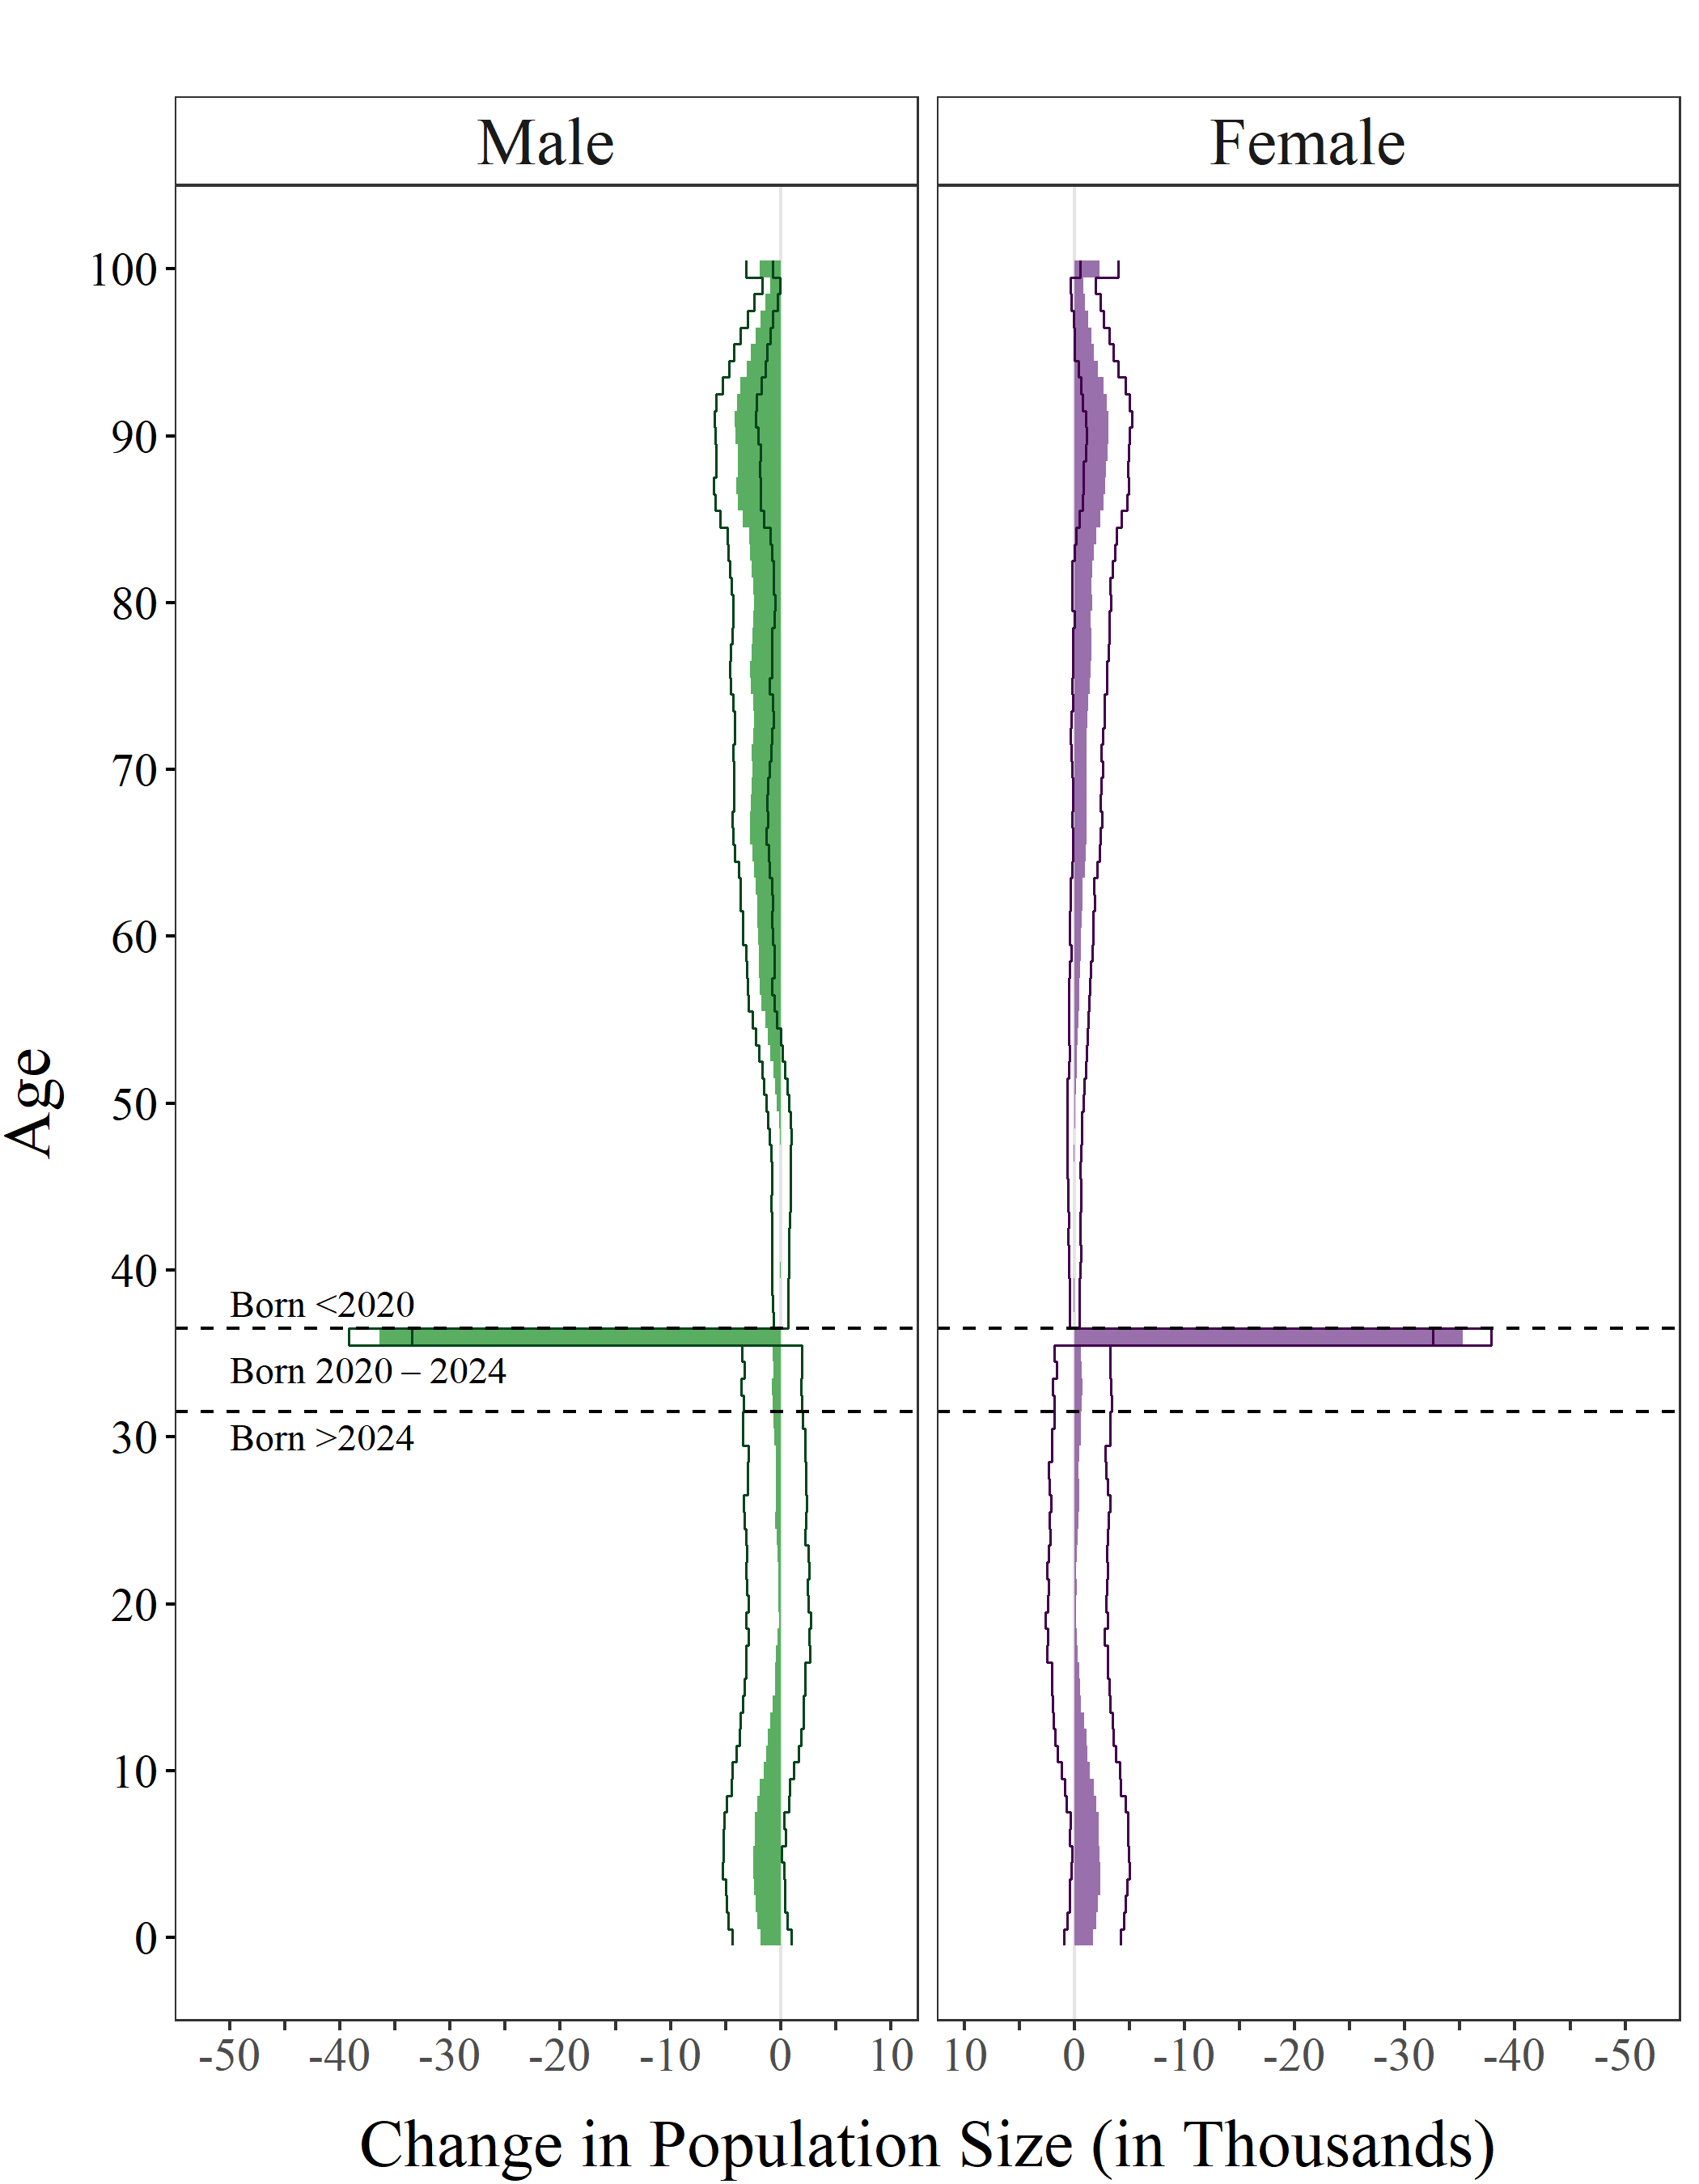 Male
Female
Age
100
90
80
70
60
50
40
30
20
10
0
Born <2020
Born 2020 – 2024
Born >2024
-50 -40 -30 -20 -10 0 10
10 0 -10 -20 -30 -40 -50
Change in Population Size (in Thousands)